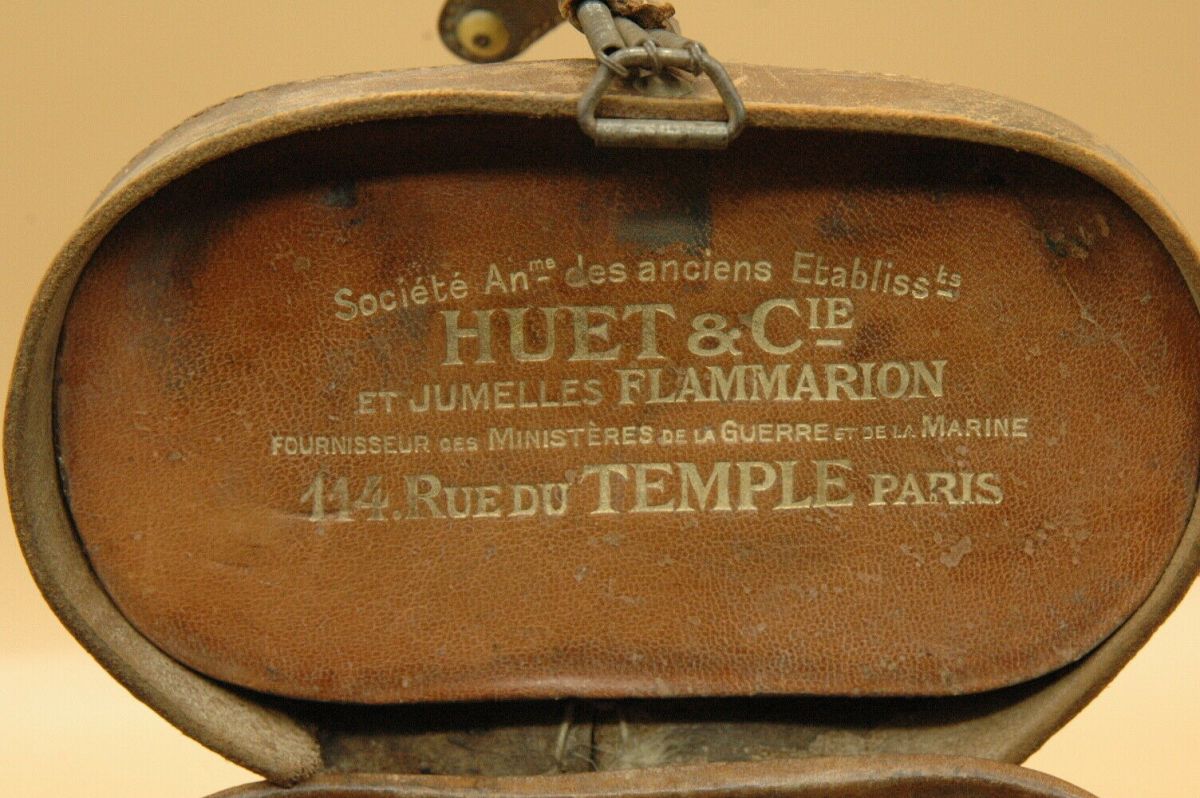 Société Anme des anciens Etablissts
HUET & CIE
ET JUMELLES FLAMMARION
FOURNISSEUR DES MINISTÈRES DE LA GUERRE ET DE LA MARINE
114. RUE DU TEMPLE PARIS